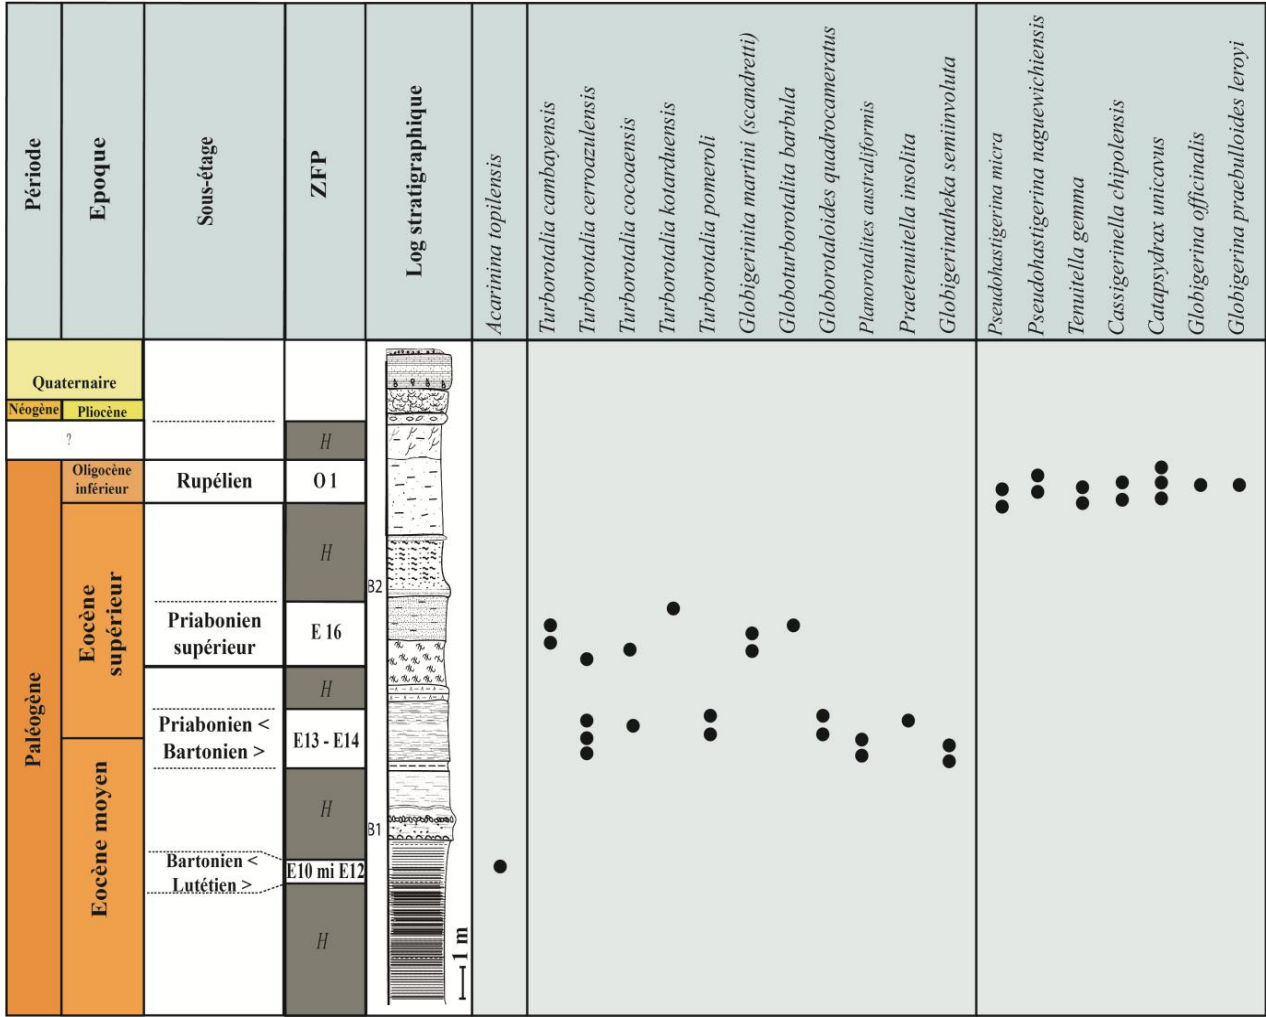 Période
Epoque
Sous-étage
ZFP
Log stratigraphique
Acarinina topilensis
Turborotalia cambayensis
Turborotalia cerroazulensis
Turborotalia cocoaensis
Turborotalia kotarduensis
Turborotalia pomeroli
Globigerinita martini (scandretti)
Globoturborotalita barbula
Globorotaloides quadrocameratus
Planorotalites australiformis
Praetenuitella insolita
Globigerinatheka semiinvoluta
Pseudohastigerina micra
Pseudohastigerina naguewichiensis
Tenuitella gemma
Cassigerinella chipolensis
Catapsydrax unicavus
Globigerina officinalis
Globigerina praebulloides leroyi
Quaternaire
Néogène
Pliocène
?
H
Paléogène
Oligocène
inférieur
Rupélien
O 1
Eocène
supérieur
H
B2
Priabonien
supérieur
E 16
H
Priabonien <
Bartonien >
E13 - E14
Eocène moyen
H
B1
Bartonien <
Lutétien >
E10 mi E12
H
1 m